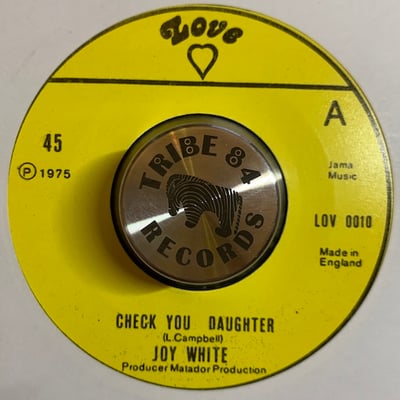 Love
A
45
℗ 1975
Jama
Music
LOV 0010
Made in
England
TRIBE 84
RECORDS
CHECK YOU DAUGHTER
(L.Campbell)
JOY WHITE
Producer Matador Production